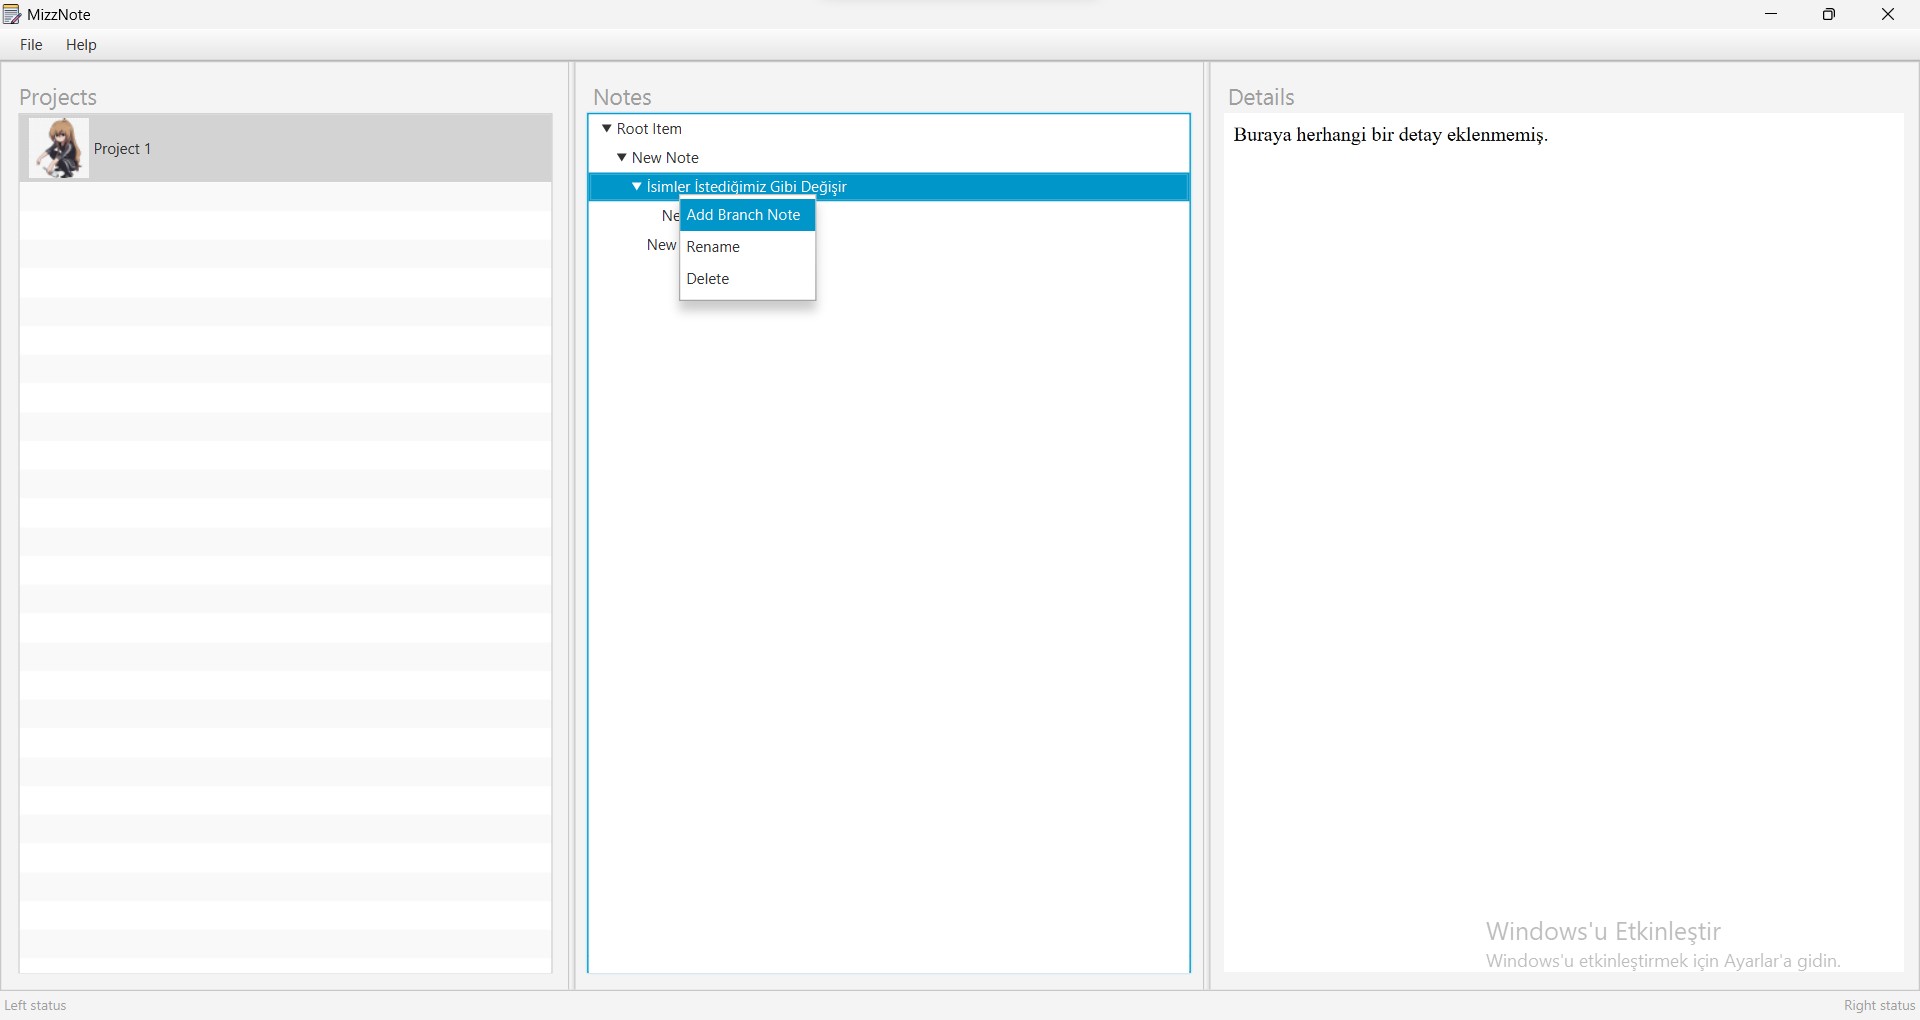 MizzNote
File Help
Projects
Project 1
Notes
Root Item
New Note
İsimler İstediğimiz Gibi Değişir
Ne
New
Add Branch Note
Rename
Delete
Details
Buraya herhangi bir detay eklenmemiş.
Windows'u Etkinleştir
Windows'u etkinleştirmek için Ayarlar'a gidin.
Left status
Right status